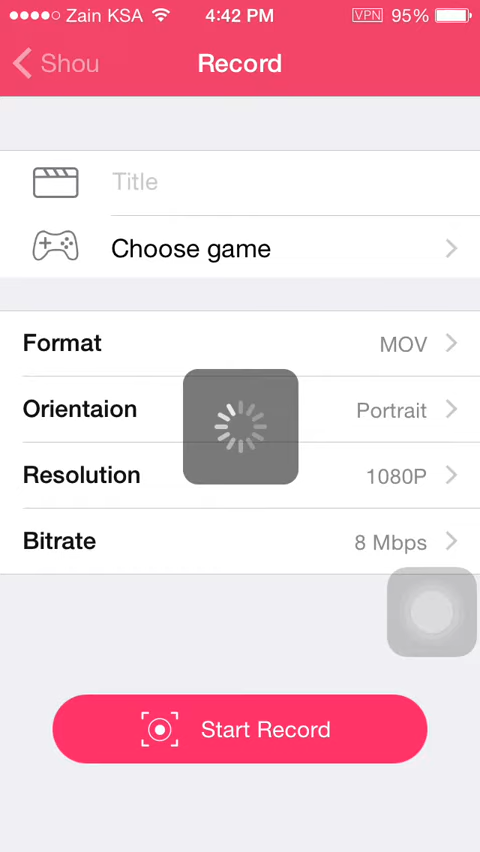 Zain KSA 4:42 PM VPN 95%
Shou Record
Title
Choose game
Format MOV
Orientaion Portrait
Resolution 1080P
Bitrate 8 Mbps
Start Record